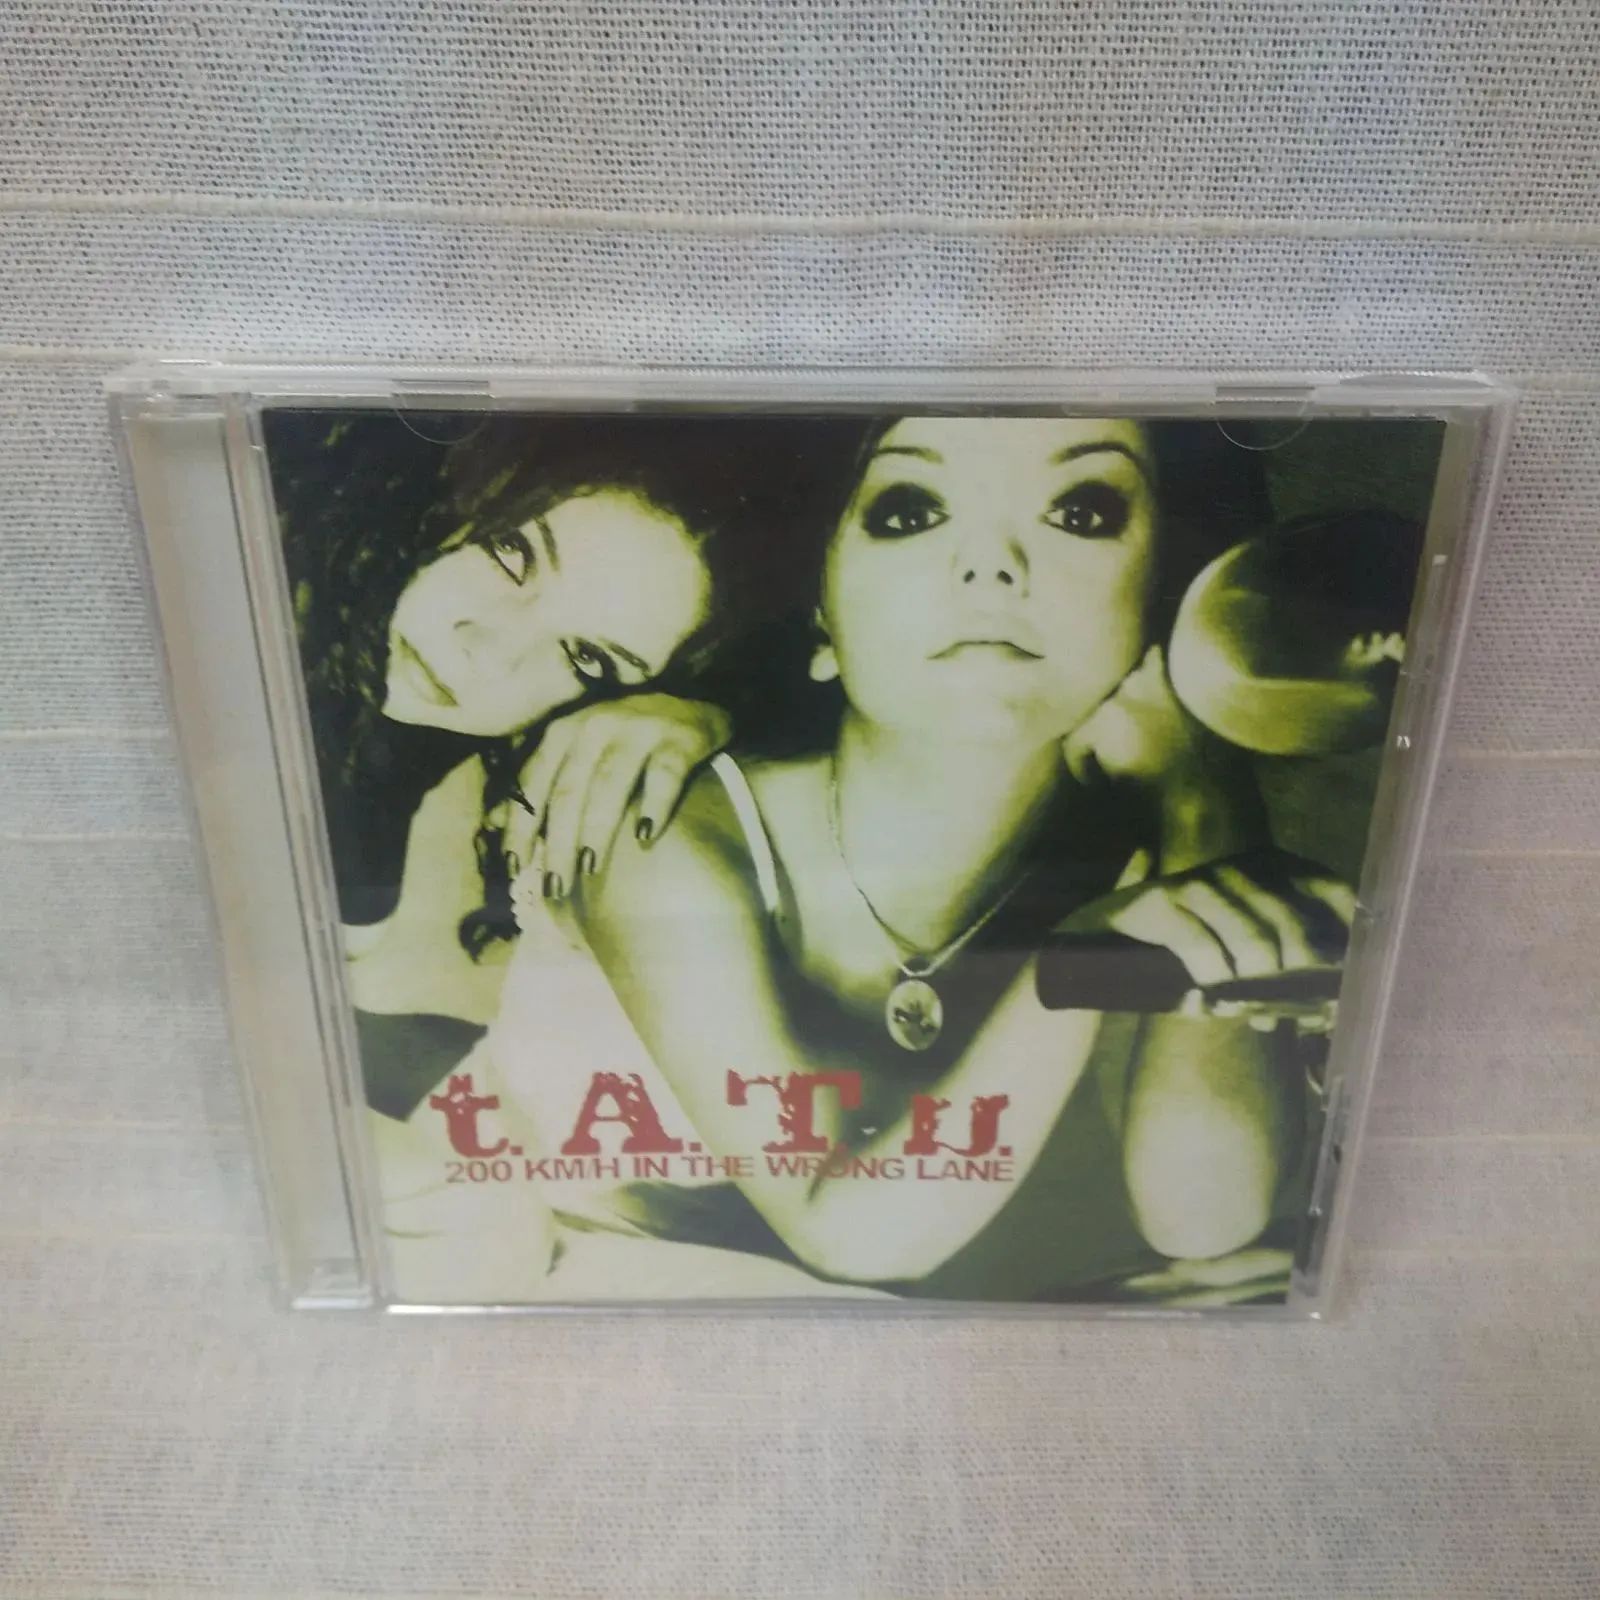 t.A.T.u.
200 KM/H IN THE WRONG LANE